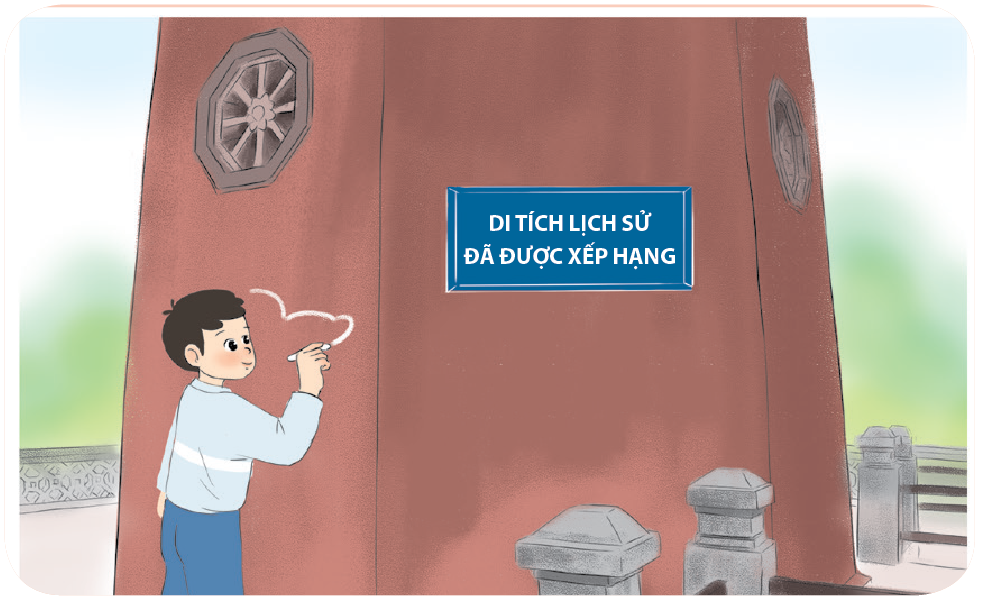 DI TÍCH LỊCH SỬ
ĐÃ ĐƯỢC XẾP HẠNG